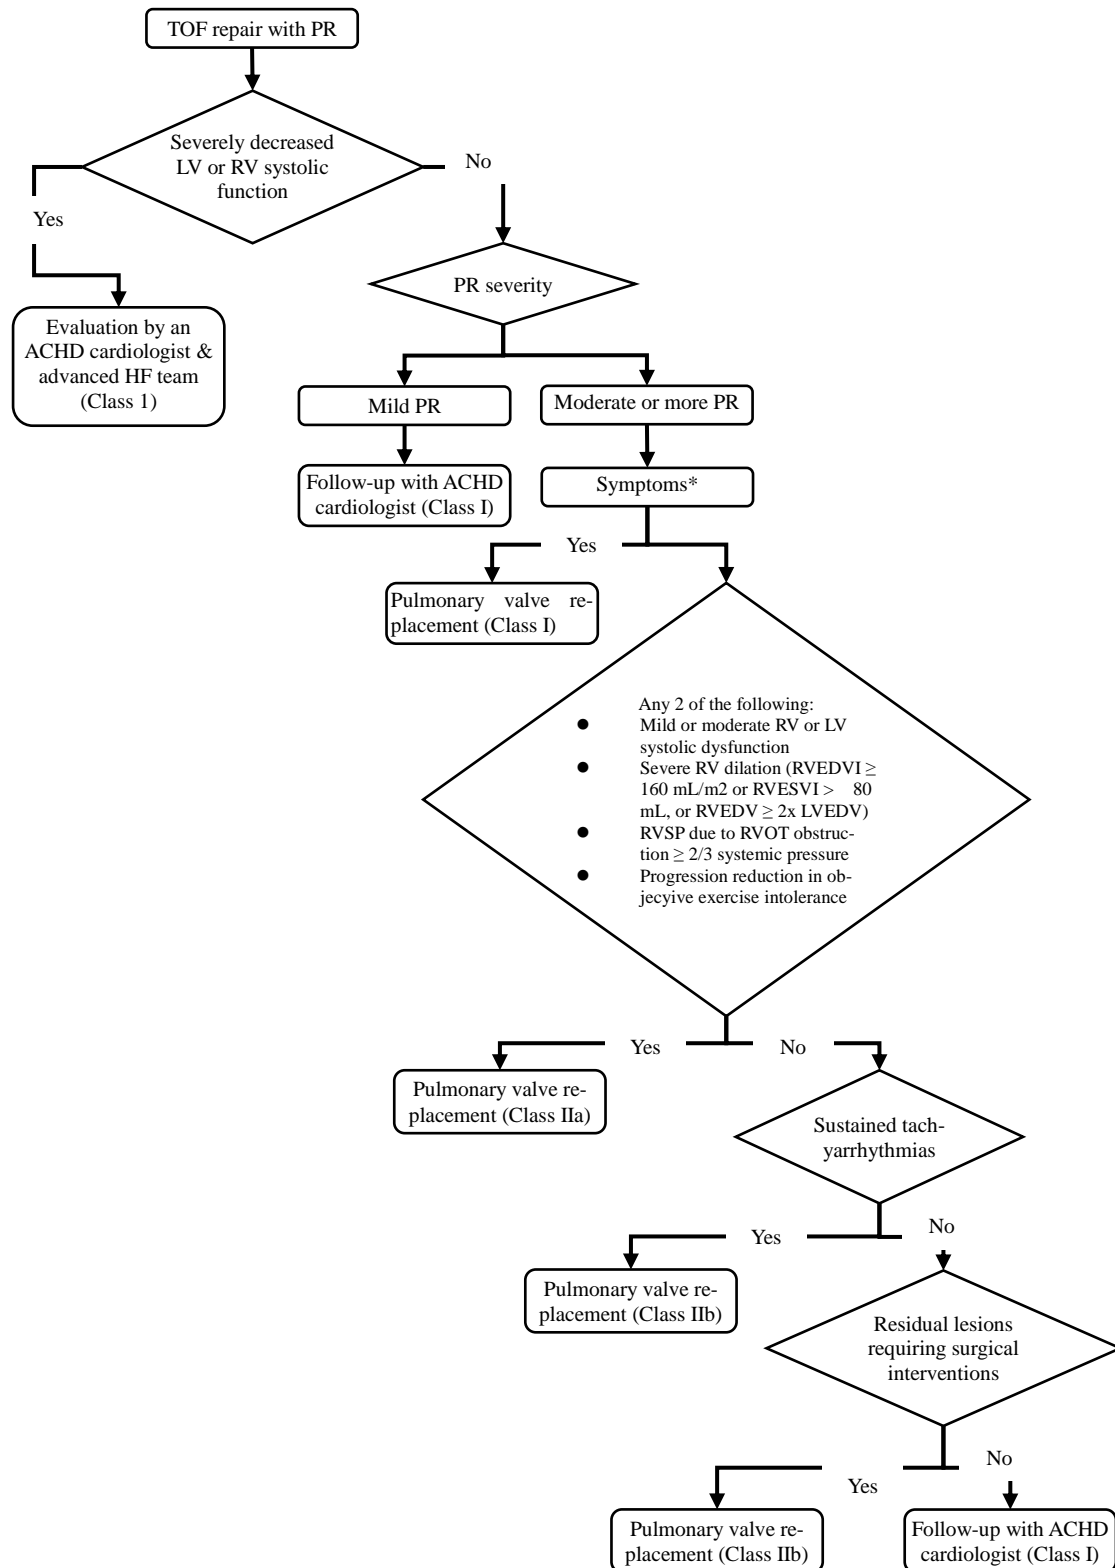 TOF repair with PR
Severely decreased
LV or RV systolic
function
No
Yes
PR severity
Evaluation by an
ACHD cardiologist &
advanced HF team
(Class 1)
Mild PR
Moderate or more PR
Follow-up with ACHD
cardiologist (Class I)
Symptoms*
Yes
Pulmonary valve re-
placement (Class I)
Any 2 of the following:
● Mild or moderate RV or LV
systolic dysfunction
● Severe RV dilation (RVEDVI ≥
160 mL/m2 or RVESVI > 80
mL, or RVEDV ≥ 2x LVEDV)
● RVSP due to RVOT obstruc-
tion ≥ 2/3 systemic pressure
● Progression reduction in ob-
jecyive exercise intolerance
Yes
No
Pulmonary valve re-
placement (Class IIa)
Sustained tach-
yarrhythmias
Yes
No
Pulmonary valve re-
placement (Class IIb)
Residual lesions
requiring surgical
interventions
Yes
No
Pulmonary valve re-
placement (Class IIb)
Follow-up with ACHD
cardiologist (Class I)